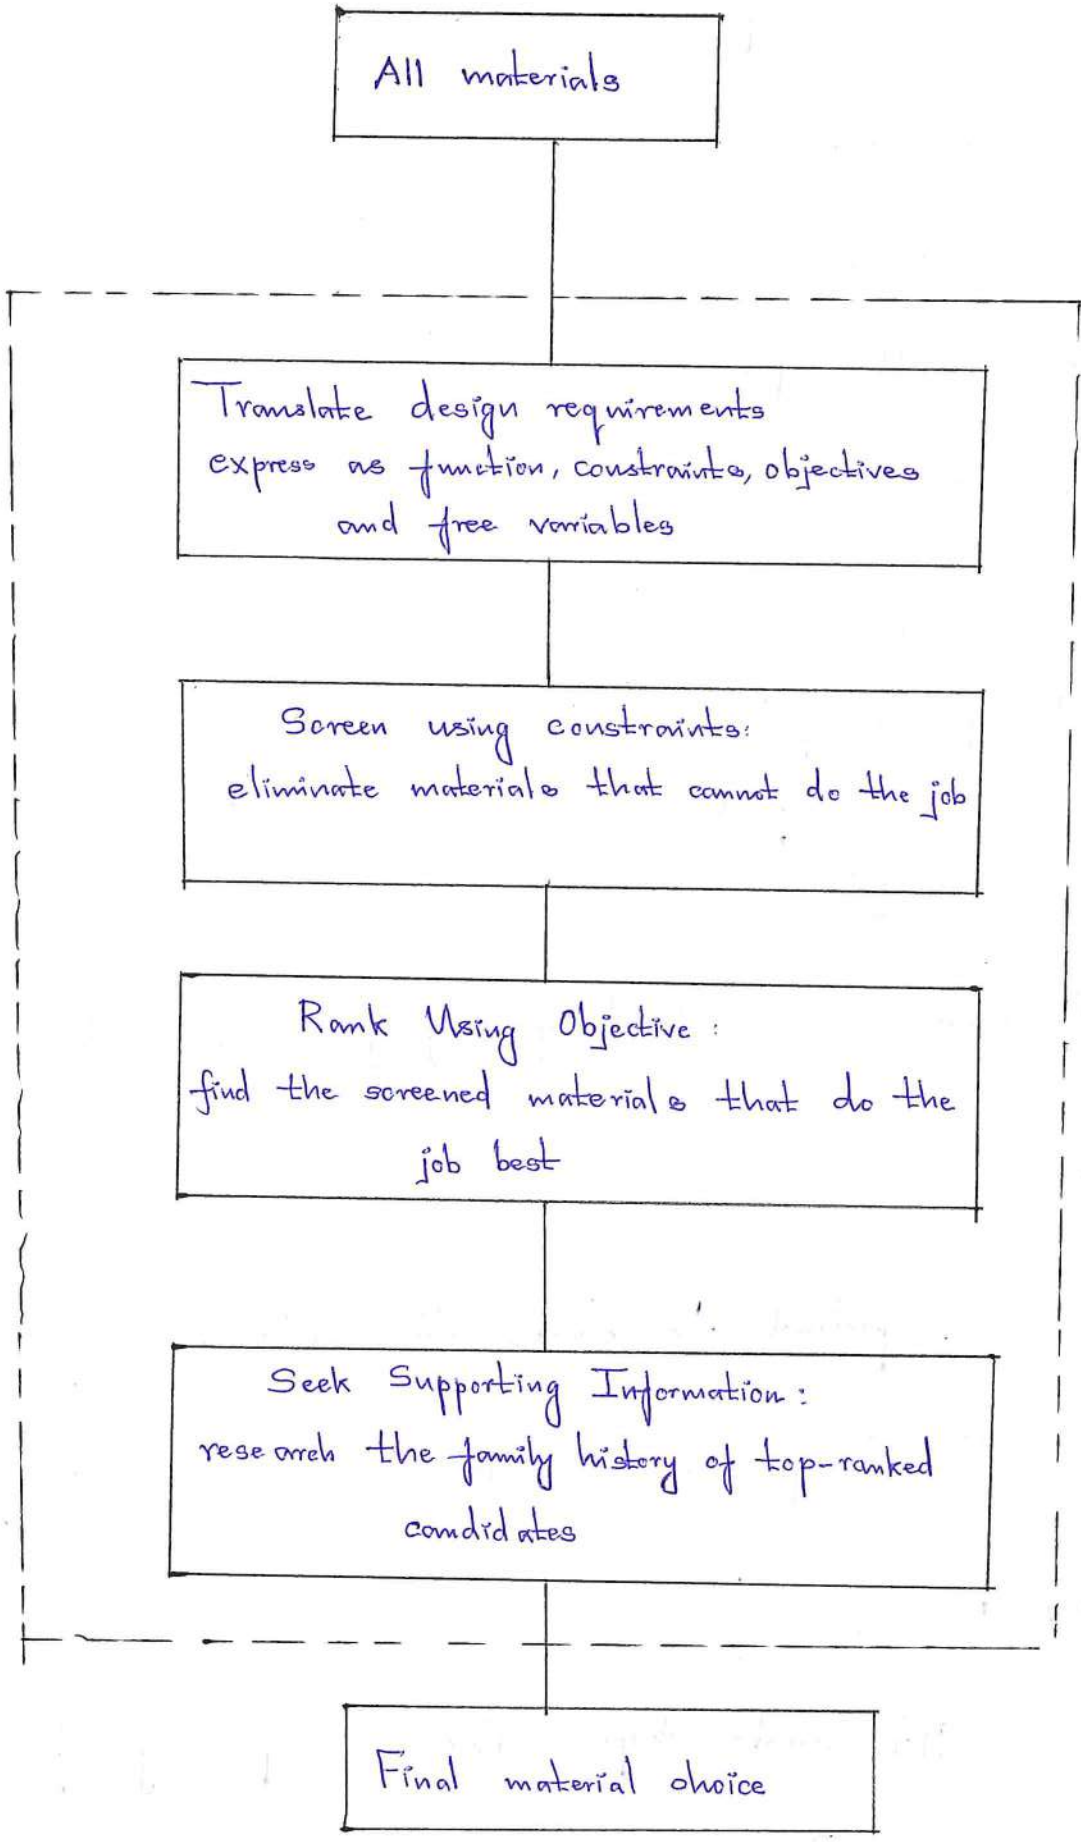 All materials
Translate design requirements
express as function, constraints, objectives
and free variables
Screen using constraints:
eliminate materials that cannot do the job
Rank Using Objective :
find the screened materials that do the
job best
Seek Supporting Information :
research the family history of top-ranked
candidates
Final material choice